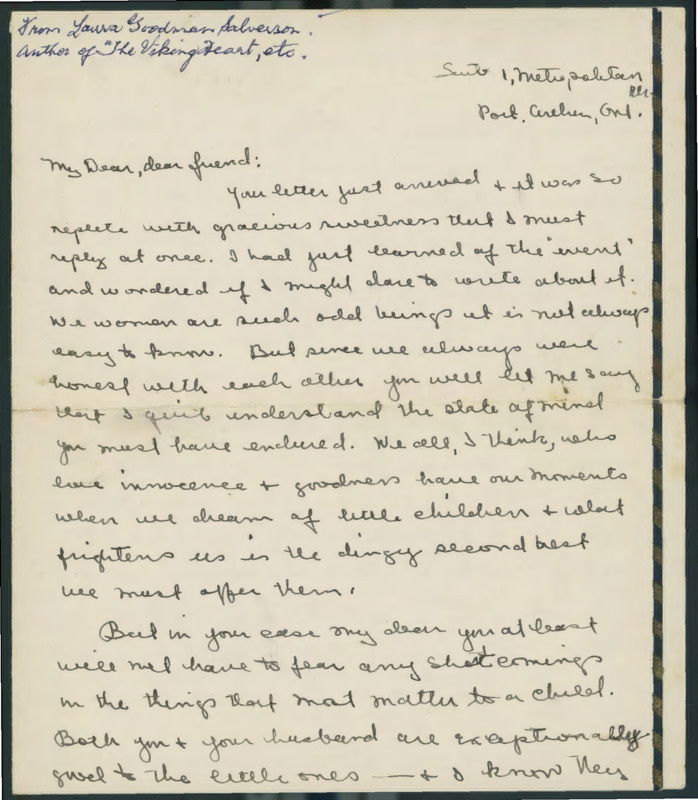 From Laura Goodman Salverson.
Author of "The Viking Heart, etc.
Suite 1, Metropolitan
Blk.
Port. Arthur, Ont.
My Dear, dear friend:
Your letter just arrived + it was so
replete with gracious sweetness that I must
reply at once. I had just learned of the "event"
and wondered if I might dare to write about it.
We women are such odd beings it is not always
easy to know. But since we always were
honest with each other you will let me say
that I quite understand the state of mind
you must have endured. We all, I think, who
love innocence + goodness have our moments
when we dream of little children + what
frightens us is the dingy second best
we must offer them.
But in your case my dear you at least
will not have to fear any shortcomings
in the things that most matter to a child.
Both you + your husband are exceptionally
good to the little ones — + I know they